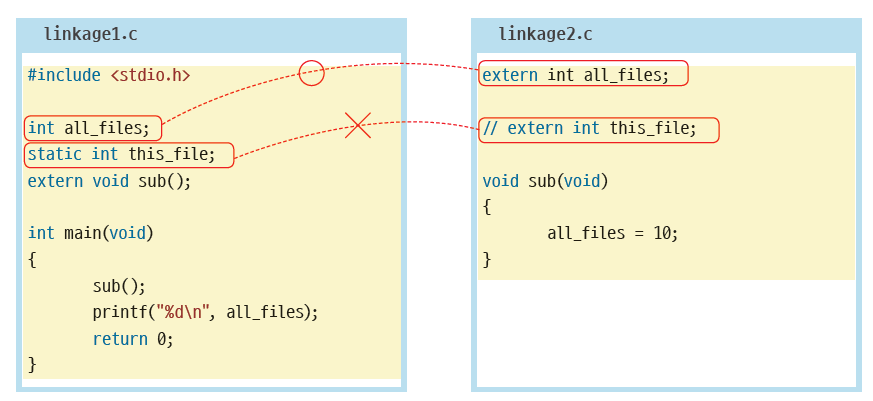 linkage1.c
#include <stdio.h>
int all_files;
static int this_file;
extern void sub();
int main(void)
{
sub();
printf("%d\n", all_files);
return 0;
}
linkage2.c
extern int all_files;
// extern int this_file;
void sub(void)
{
all_files = 10;
}